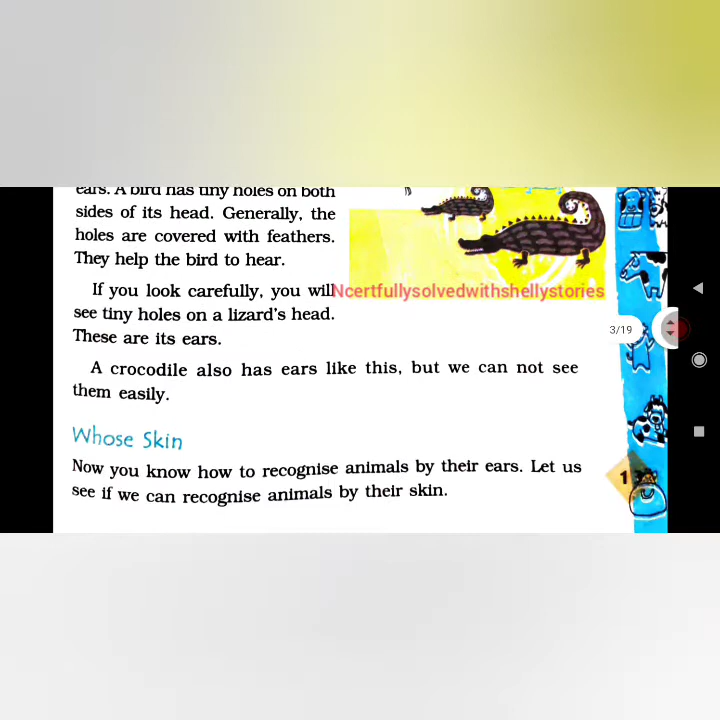 ears. A bird has tiny holes on both
sides of its head. Generally, the
holes are covered with feathers.
They help the bird to hear.
If you look carefully, you will
see tiny holes on a lizard's head.
These are its ears.
A crocodile also has ears like this, but we can not see
them easily.
Ncertfullysolvedwithshellystories
3/19
Whose Skin
Now you know how to recognise animals by their ears. Let us
see if we can recognise animals by their skin.